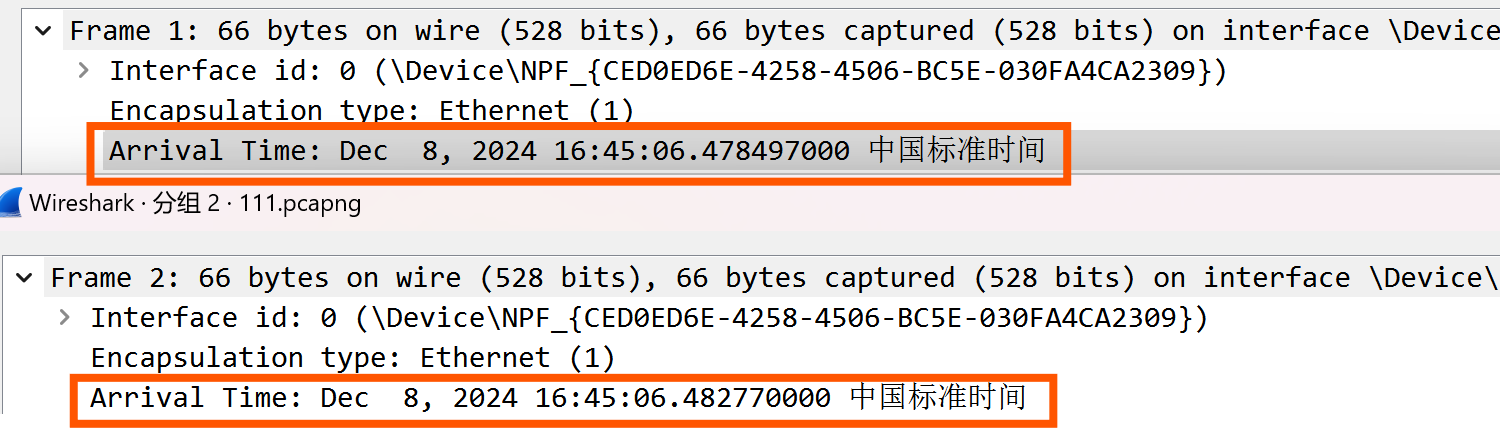 Frame 1: 66 bytes on wire (528 bits), 66 bytes captured (528 bits) on interface \Device
Interface id: 0 (\Device\NPF_{CED0ED6E-4258-4506-BC5E-030FA4CA2309})
Encapsulation type: Ethernet (1)
Arrival Time: Dec  8, 2024 16:45:06.478497000 中国标准时间
Wireshark · 分组 2 · 111.pcapng
Frame 2: 66 bytes on wire (528 bits), 66 bytes captured (528 bits) on interface \Device\
Interface id: 0 (\Device\NPF_{CED0ED6E-4258-4506-BC5E-030FA4CA2309})
Encapsulation type: Ethernet (1)
Arrival Time: Dec  8, 2024 16:45:06.482770000 中国标准时间